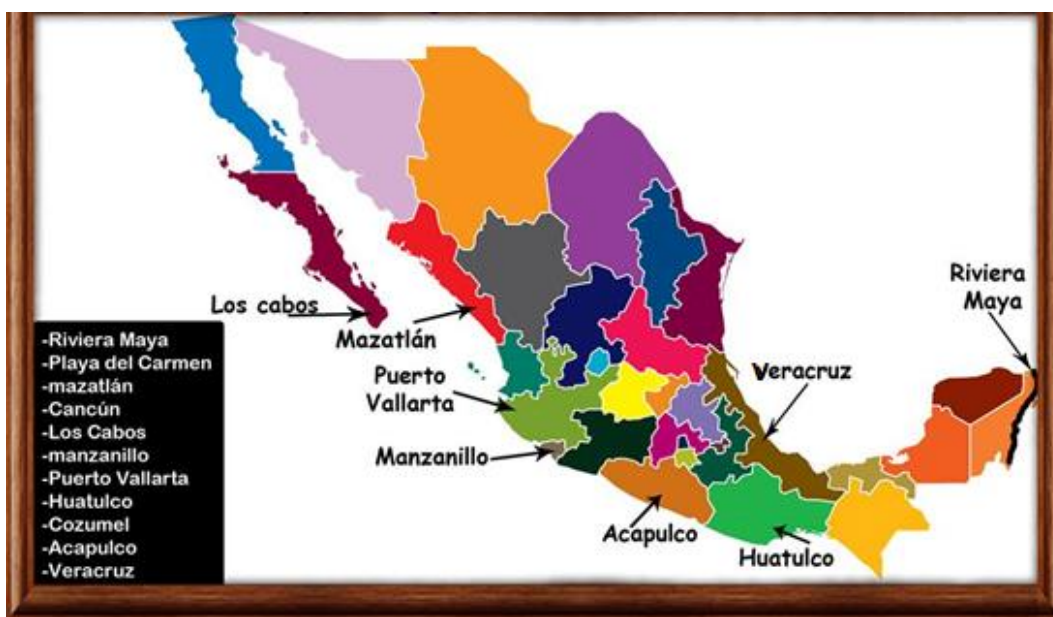 Los cabos
Mazatlán
Puerto
Vallarta
Manzanillo
Acapulco
Huatulco
Veracruz
Riviera
Maya
-Riviera Maya
-Playa del Carmen
-mazatlán
-Cancún
-Los Cabos
-manzanillo
-Puerto Vallarta
-Huatulco
-Cozumel
-Acapulco
-Veracruz